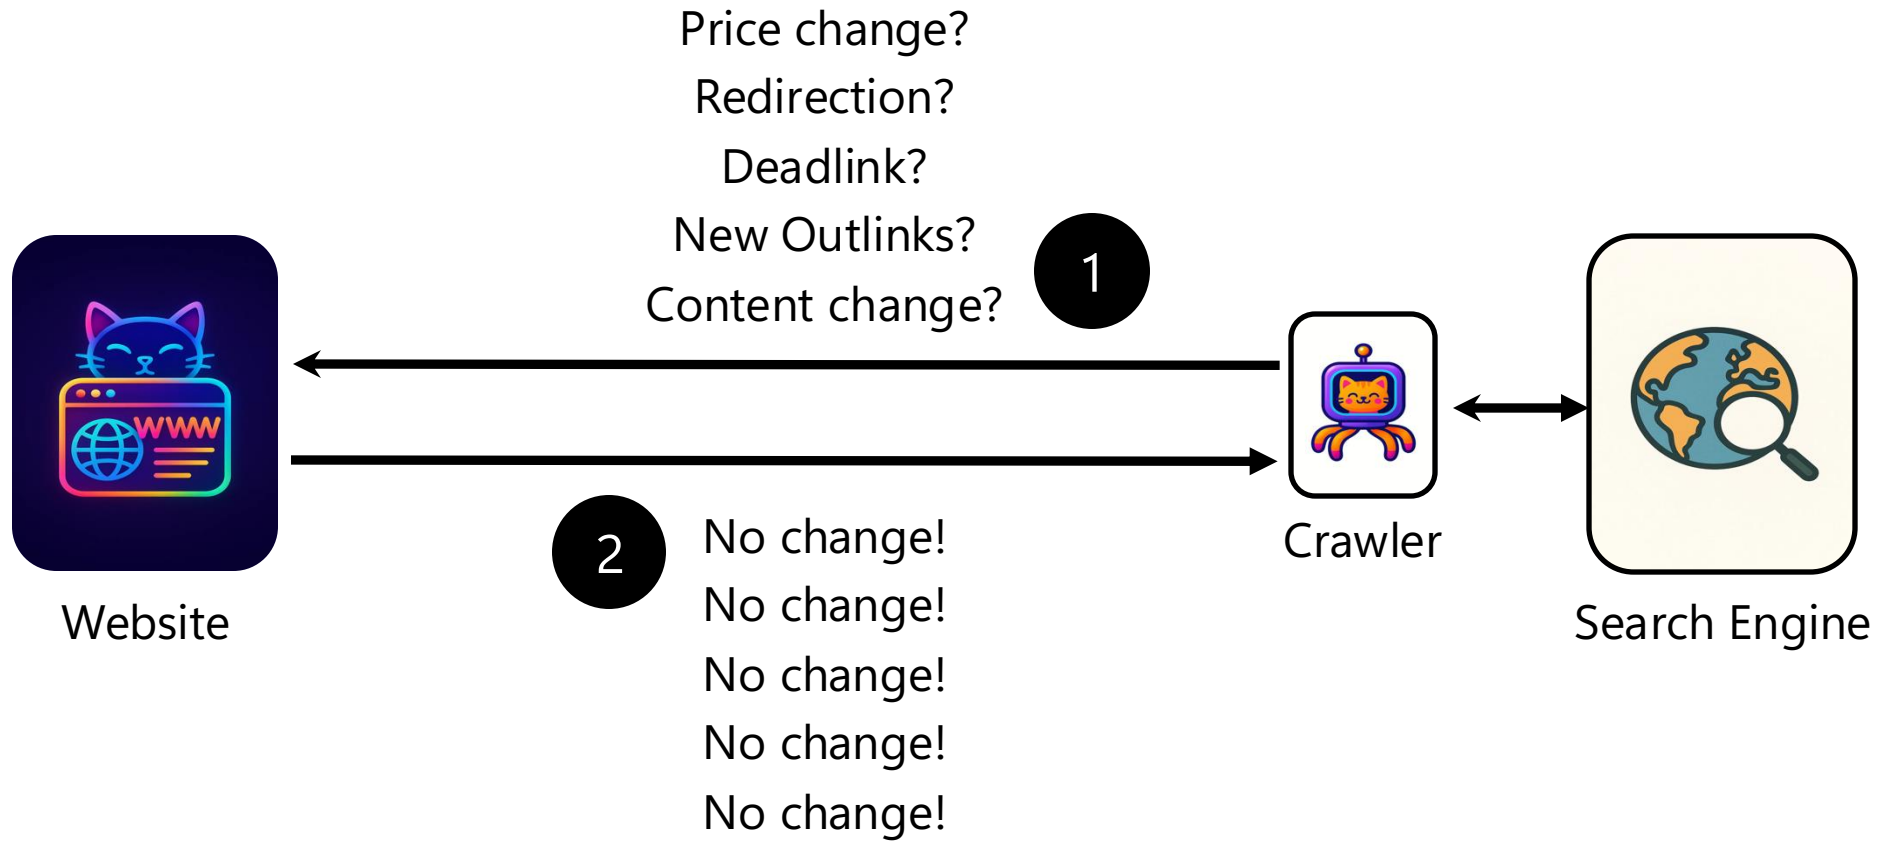 Price change?
Redirection?
Deadlink?
New Outlinks?
Content change?
1
WWW
Website
2
No change!
No change!
No change!
No change!
No change!
Crawler
Search Engine